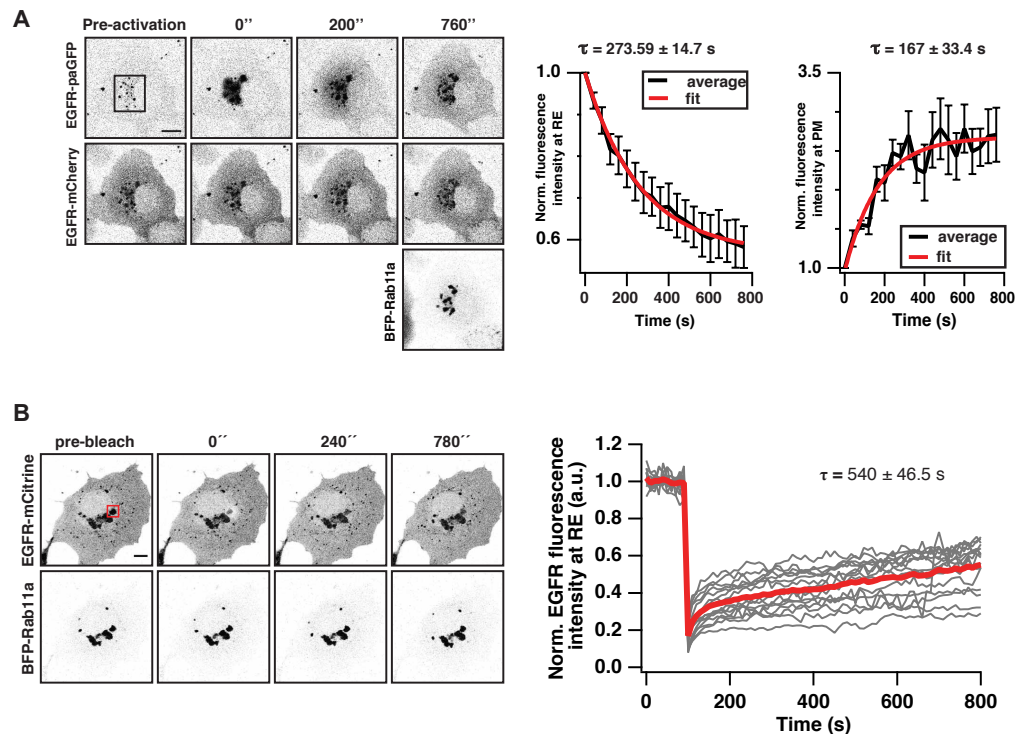 A
Pre-activation 0'' 200'' 760''
EGFR-paGFP
EGFR-mCherry
BFP-Rab11a
τ = 273.59 ± 14.7 s
Norm. fluorescence
intensity at RE
1.0
0.6
average
fit
0 200 400 600 800
Time (s)
τ = 167 ± 33.4 s
Norm. fluorescence
intensity at PM
3.5
1.0
average
fit
0 200 400 600 800
Time (s)
B
pre-bleach 0´´ 240´´ 780´´
EGFR-mCitrine
BFP-Rab11a
Norm. EGFR fluorescence
intensity at RE (a.u.)
1.2
1.0
0.8
0.6
0.4
0.2
0.0
τ = 540 ± 46.5 s
0 200 400 600 800
Time (s)